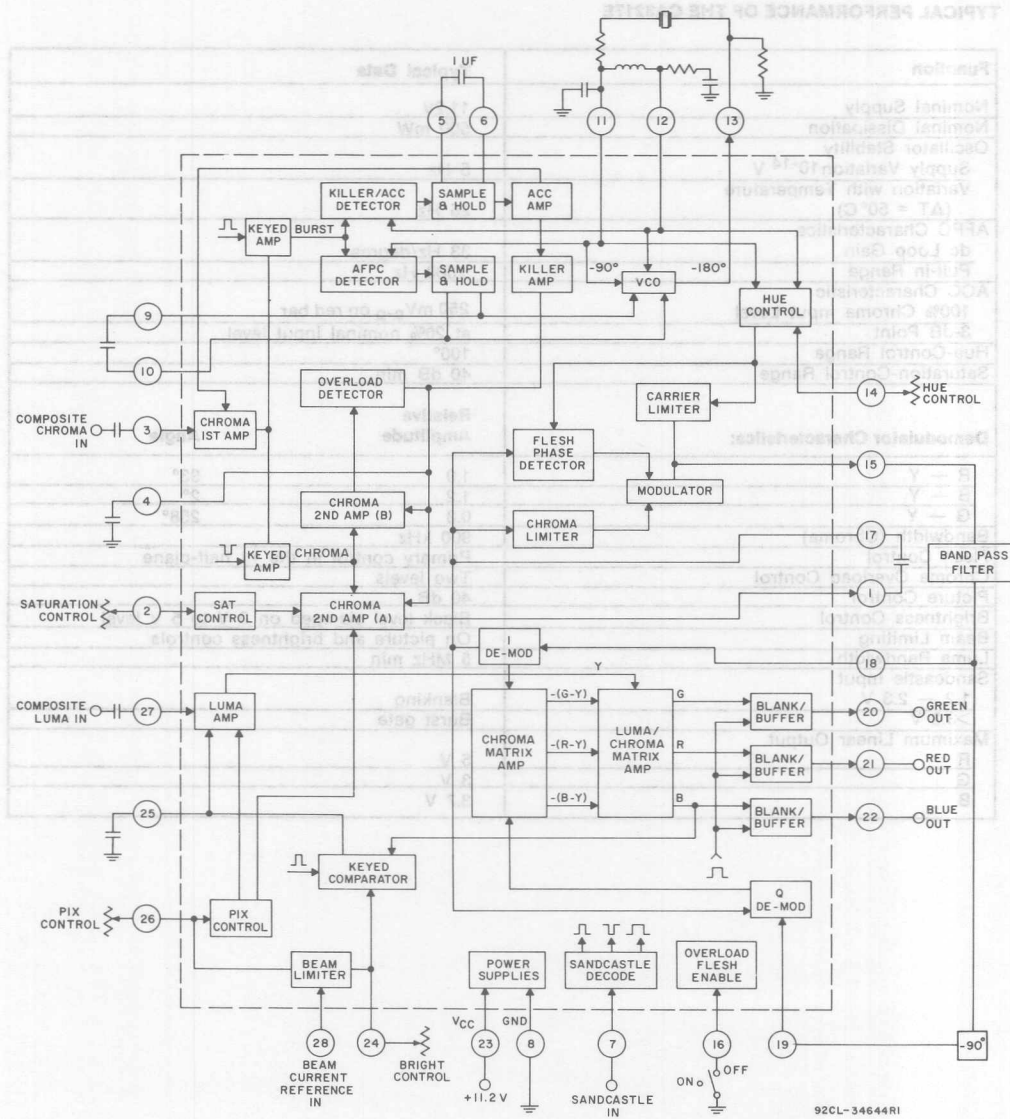 1 UF
5
6
11
12
13
KILLER/ACC
DETECTOR
SAMPLE
& HOLD
ACC
AMP
KEYED
AMP
BURST
AFPC
DETECTOR
SAMPLE
& HOLD
KILLER
AMP
-90°
VCO
-180°
HUE
CONTROL
9
10
OVERLOAD
DETECTOR
CARRIER
LIMITER
14
HUE
CONTROL
COMPOSITE
CHROMA
IN
3
CHROMA
1ST AMP
FLESH
PHASE
DETECTOR
15
4
CHROMA
2ND AMP (B)
MODULATOR
CHROMA
LIMITER
17
KEYED
AMP
CHROMA
BAND PASS
FILTER
SATURATION
CONTROL
2
SAT
CONTROL
CHROMA
2ND AMP (A)
1
I
DE-MOD
18
Y
COMPOSITE
LUMA IN
27
LUMA
AMP
CHROMA
MATRIX
AMP
-(G-Y)
-(R-Y)
-(B-Y)
LUMA/
CHROMA
MATRIX
AMP
G
R
B
BLANK/
BUFFER
20
GREEN
OUT
BLANK/
BUFFER
21
RED
OUT
BLANK/
BUFFER
22
BLUE
OUT
25
KEYED
COMPARATOR
PIX
CONTROL
26
PIX
CONTROL
Q
DE-MOD
BEAM
LIMITER
POWER
SUPPLIES
SANDCASTLE
DECODE
OVERLOAD
FLESH
ENABLE
VCC
GND
28
24
23
8
7
16
19
-90°
BEAM
CURRENT
REFERENCE
IN
BRIGHT
CONTROL
+11.2 V
SANDCASTLE
IN
ON
OFF
92CL-34644R1